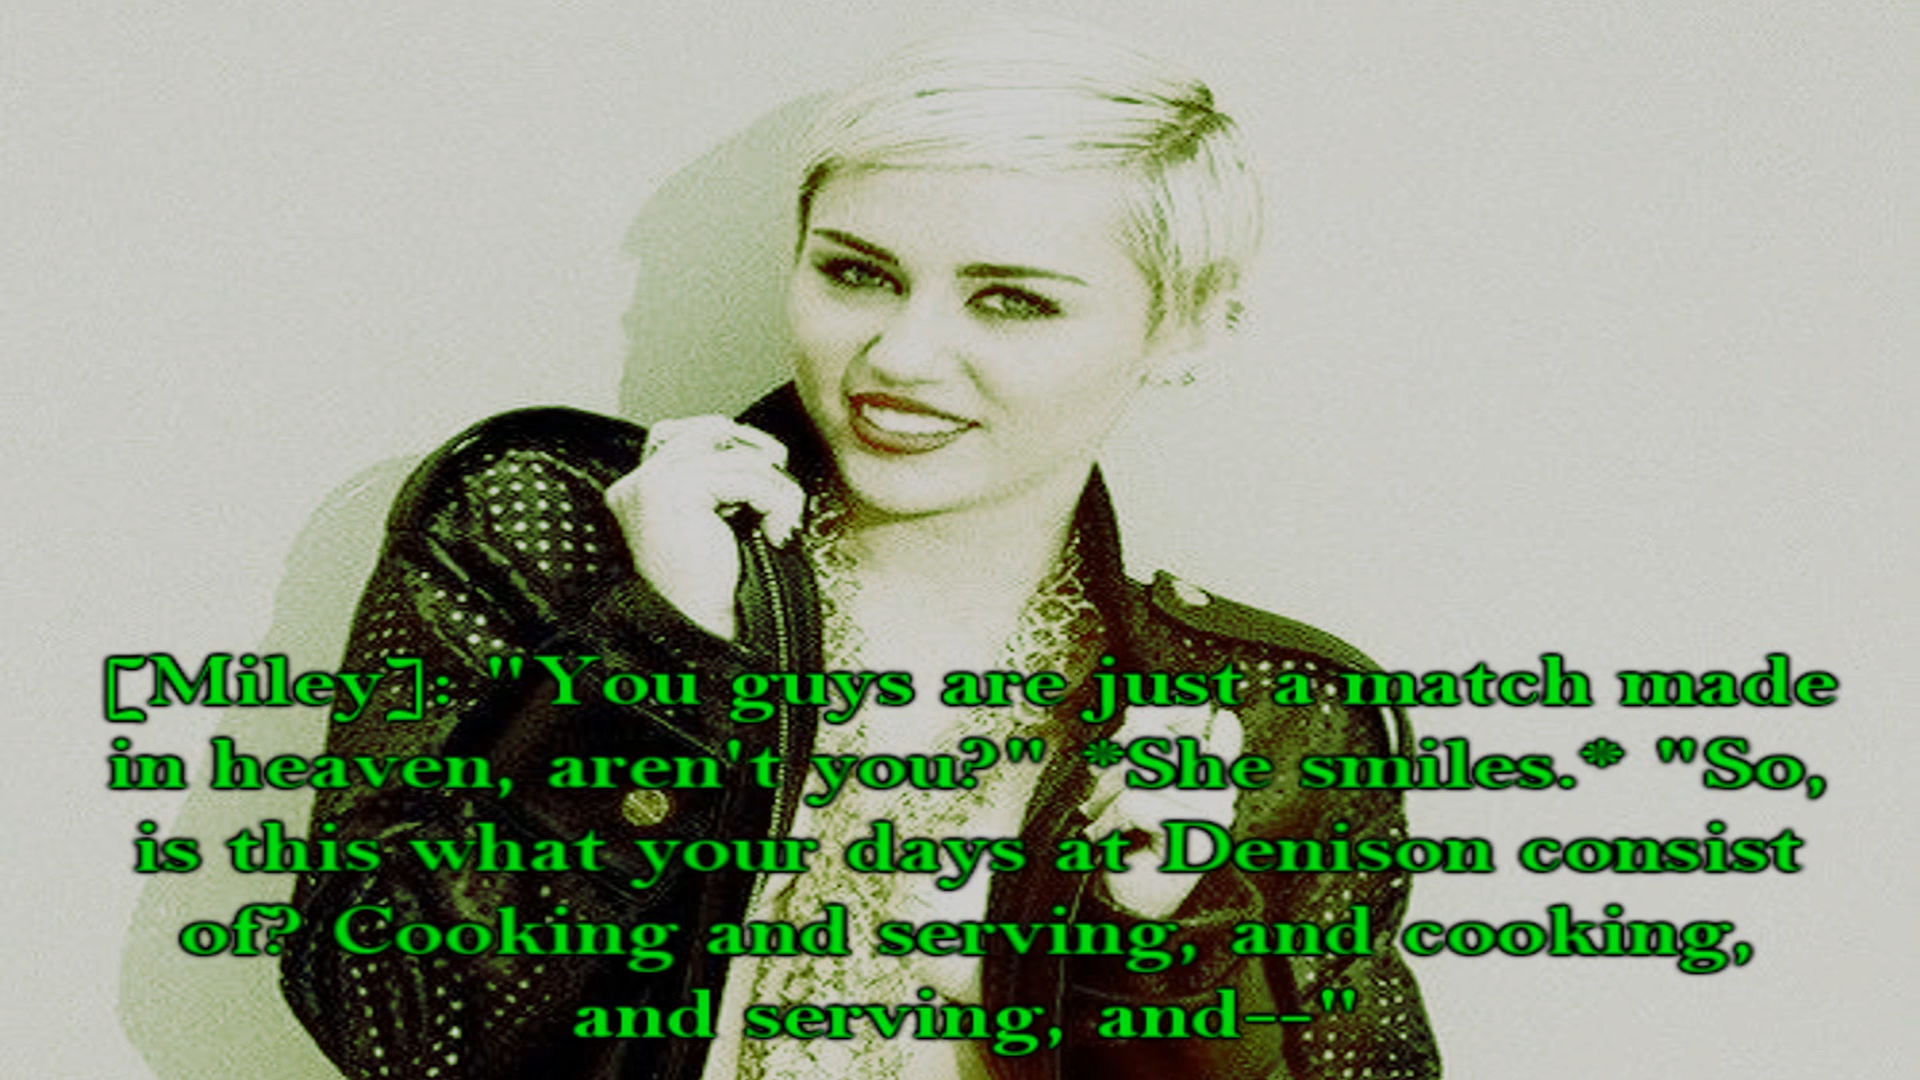 [Miley]: "You guys are just a match made
in heaven, aren't you?" *She smiles.* "So,
is this what your days at Denison consist
of? Cooking and serving, and cooking,
and serving, and--"